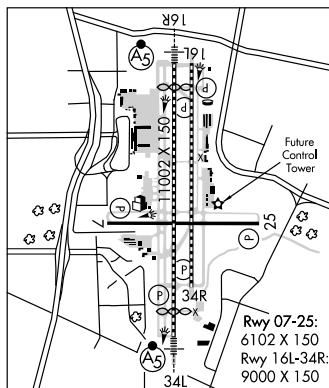 16R
A5
16L
P
P
11002 X 150
Future
Control
Tower
P
7
25
P
P
P
34R
A5
34L
Rwy 07-25:
6102 X 150
Rwy 16L-34R:
9000 X 150